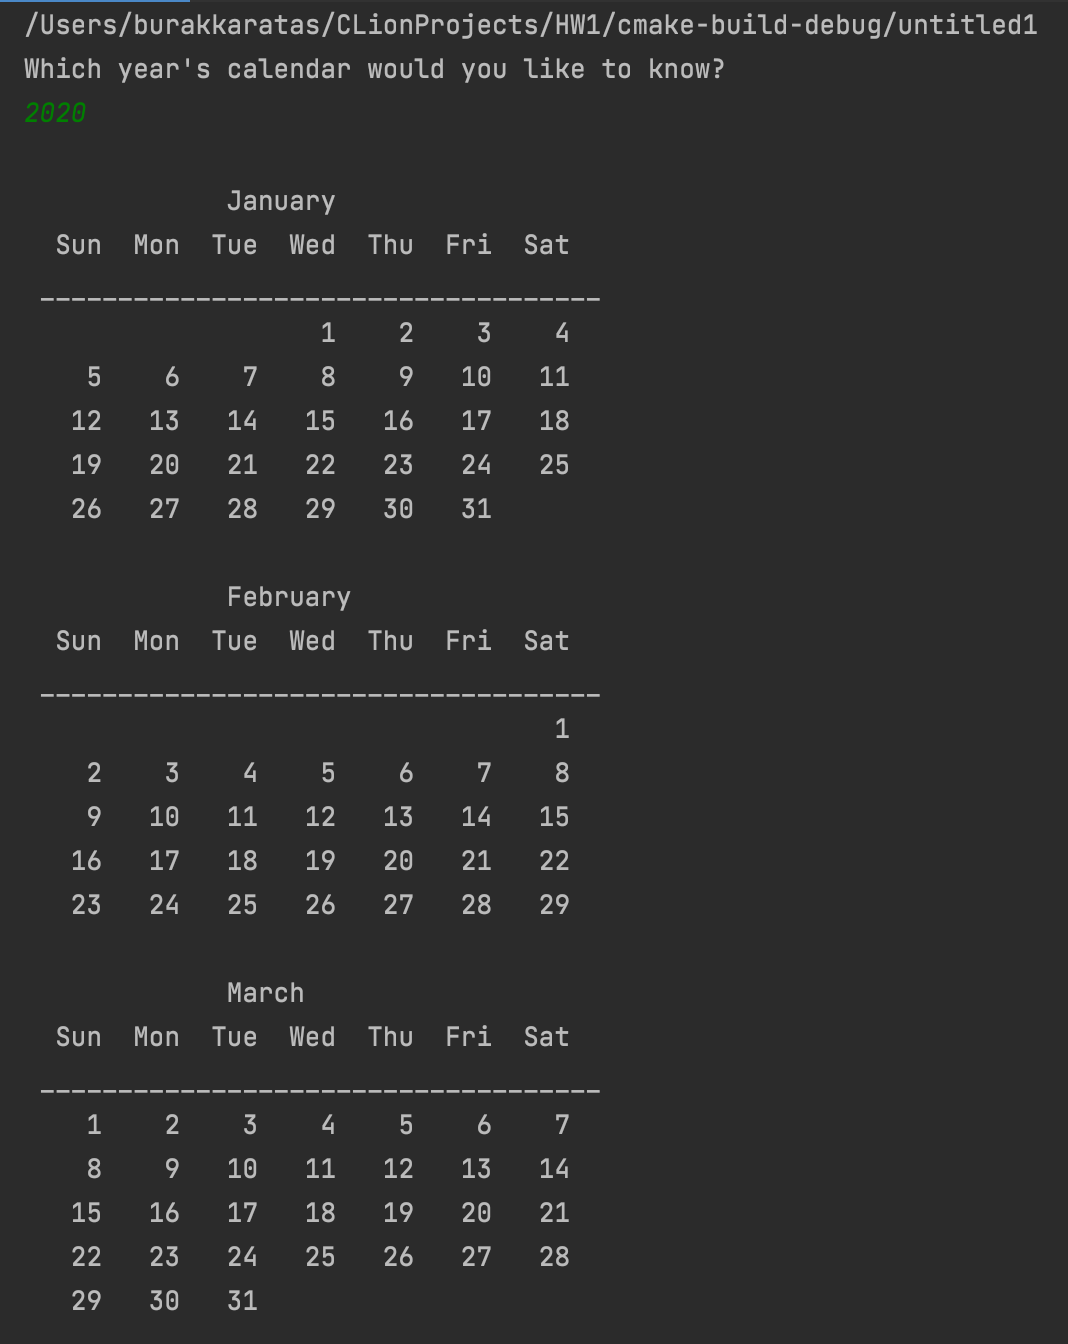 /Users/burakkaratas/CLionProjects/HW1/cmake-build-debug/untitled1
Which year's calendar would you like to know?
2020
January
Sun  Mon  Tue  Wed  Thu  Fri  Sat
------------------------------------
1    2    3    4
5    6    7    8    9   10   11
12   13   14   15   16   17   18
19   20   21   22   23   24   25
26   27   28   29   30   31
February
Sun  Mon  Tue  Wed  Thu  Fri  Sat
------------------------------------
1
2    3    4    5    6    7    8
9   10   11   12   13   14   15
16   17   18   19   20   21   22
23   24   25   26   27   28   29
March
Sun  Mon  Tue  Wed  Thu  Fri  Sat
------------------------------------
1    2    3    4    5    6    7
8    9   10   11   12   13   14
15   16   17   18   19   20   21
22   23   24   25   26   27   28
29   30   31